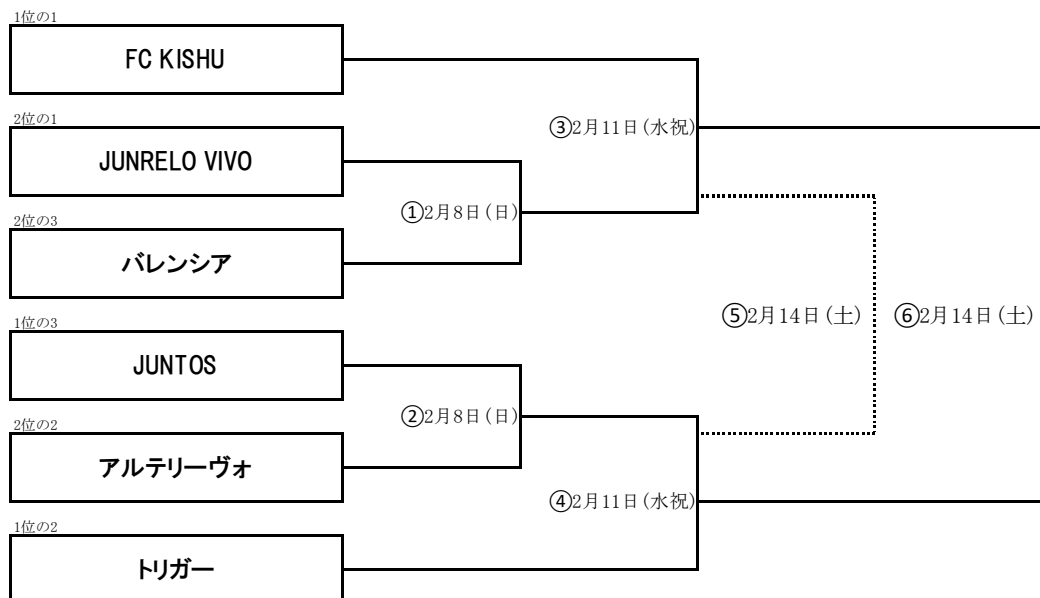 1位の1
FC KISHU
③2月11日(水祝)
2位の1
JUNRELO VIVO
①2月8日(日)
2位の3
バレンシア
⑤2月14日(土)
⑥2月14日(土)
1位の3
JUNTOS
②2月8日(日)
2位の2
アルテリーヴォ
④2月11日(水祝)
1位の2
トリガー